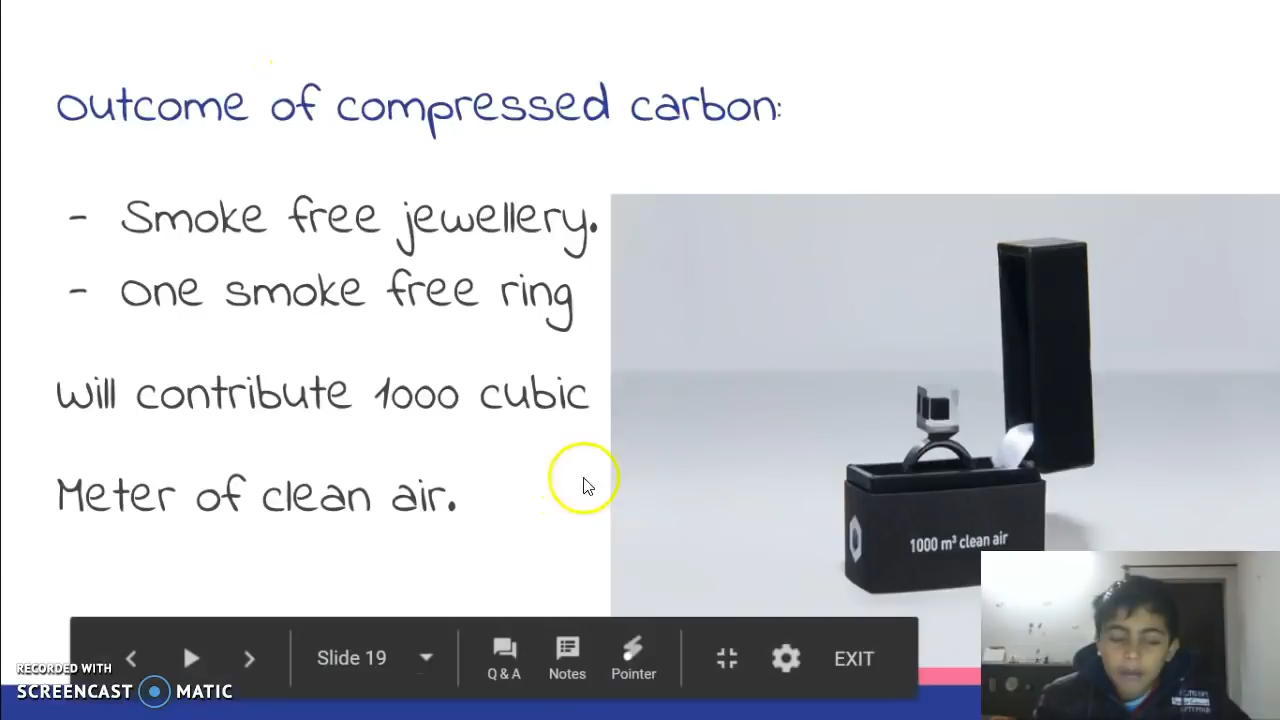 Outcome of compressed carbon:
- Smoke free jewellery.
- One smoke free ring
Will contribute 1000 cubic
Meter of clean air.
1000 m³ clean air
Slide 19
Q & A
Notes
Pointer
EXIT
RECORDED WITH
SCREENCAST MATIC